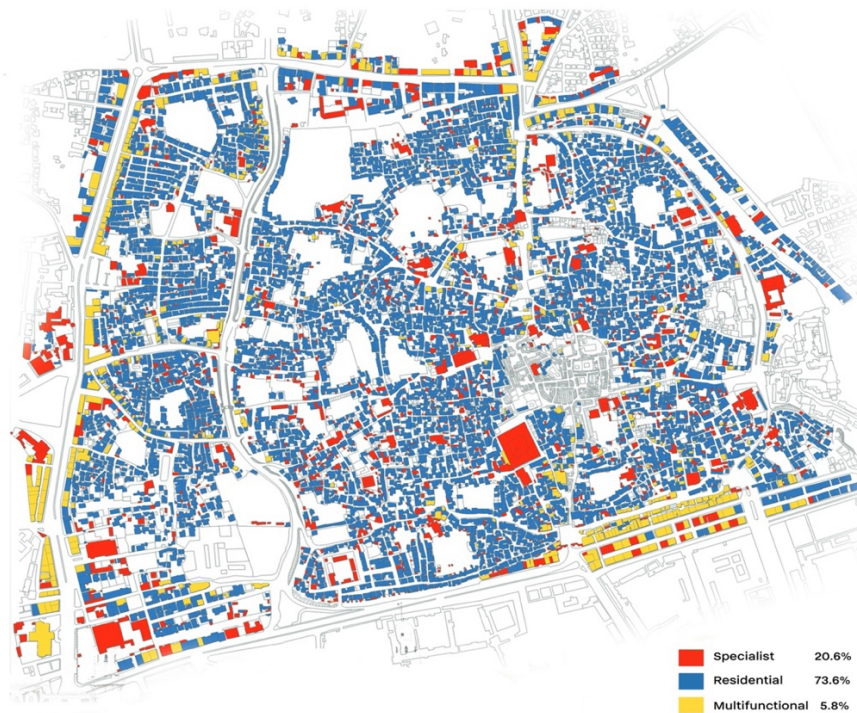 Specialist 20.6%
Residential 73.6%
Multifunctional 5.8%